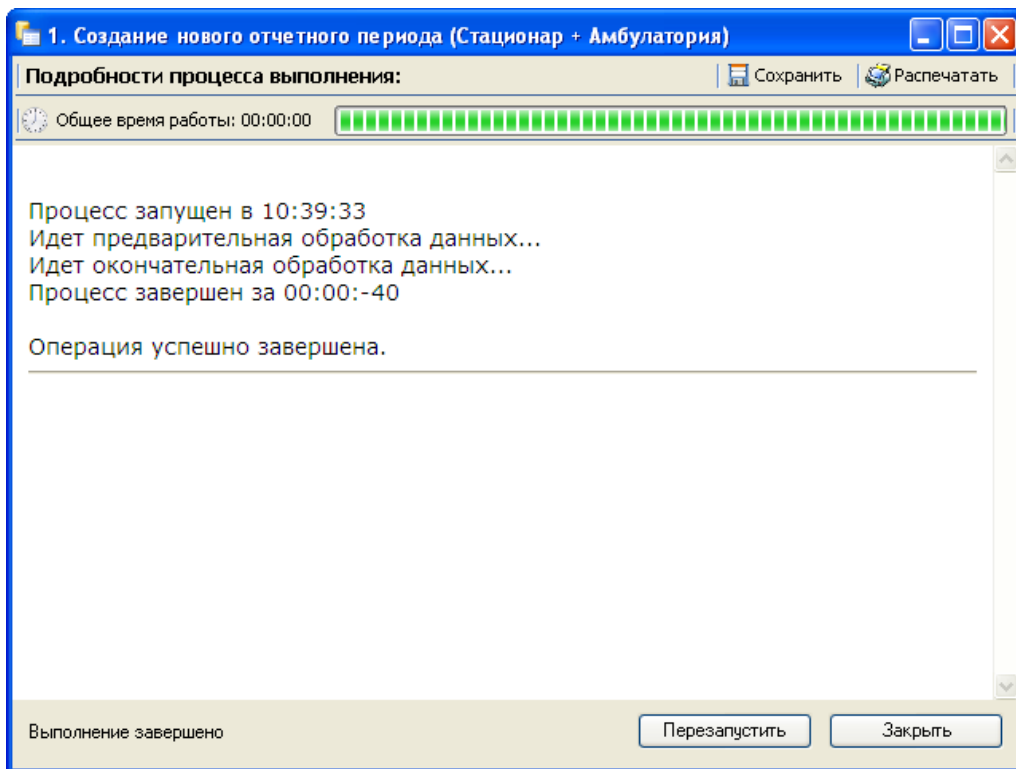 1. Создание нового отчетного периода (Стационар + Амбулатория)
Подробности процесса выполнения: Сохранить Распечатать
Общее время работы: 00:00:00
Процесс запущен в 10:39:33
Идет предварительная обработка данных...
Идет окончательная обработка данных...
Процесс завершен за 00:00:-40
Операция успешно завершена.
Выполнение завершено Перезапустить Закрыть